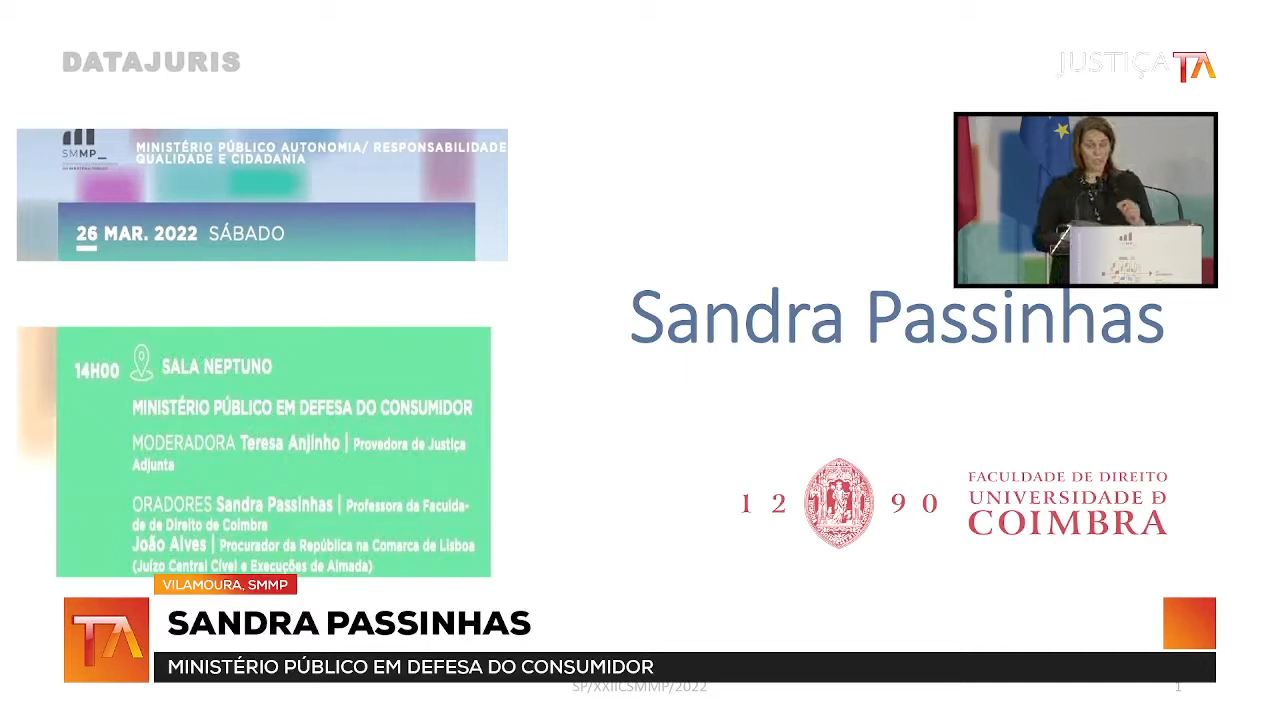 DATAJURIS
JUSTIÇA TA
SMMP_
MINISTÉRIO PÚBLICO AUTONOMIA/ RESPONSABILIDADE
QUALIDADE E CIDADANIA
26 MAR. 2022 SÁBADO
Sandra Passinhas
14H00 SALA NEPTUNO
MINISTÉRIO PÚBLICO EM DEFESA DO CONSUMIDOR
MODERADORA Teresa Anjinho | Provedora de Justiça
Adjunta
ORADORES Sandra Passinhas | Professora da Faculda-
de de Direito de Coimbra
João Alves | Procurador da República na Comarca de Lisboa
(Juízo Central Cível e Execuções de Almada)
12 90
FACULDADE DE DIREITO
UNIVERSIDADE D
COIMBRA
VILAMOURA, SMMP
TA
SANDRA PASSINHAS
MINISTÉRIO PÚBLICO EM DEFESA DO CONSUMIDOR
SP/XXIICSMMP/2022
1